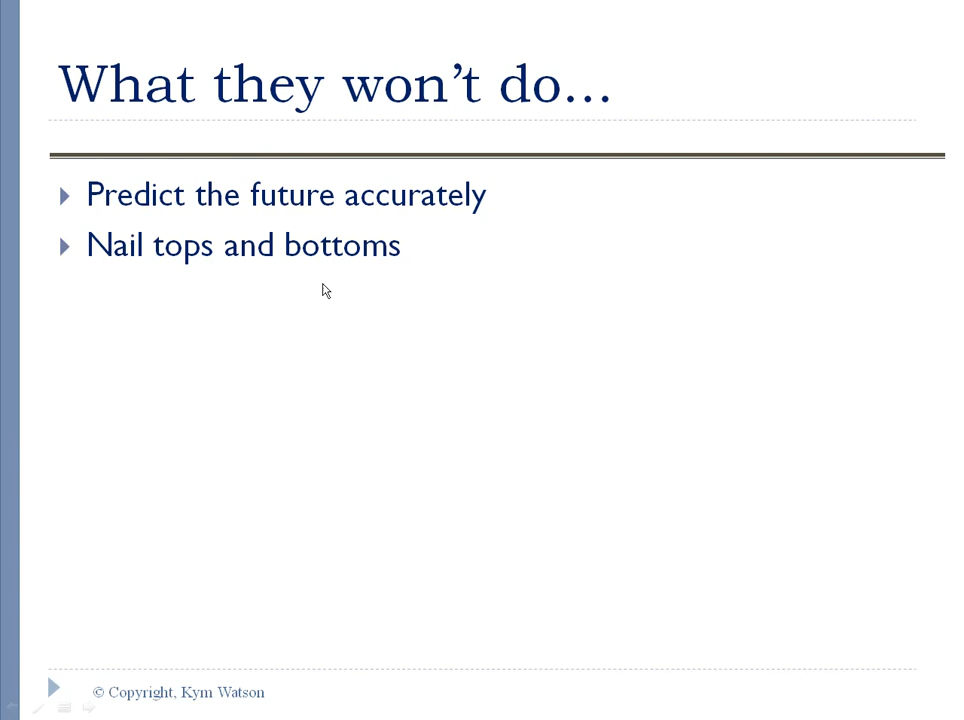 What they won’t do…
Predict the future accurately
Nail tops and bottoms
© Copyright, Kym Watson